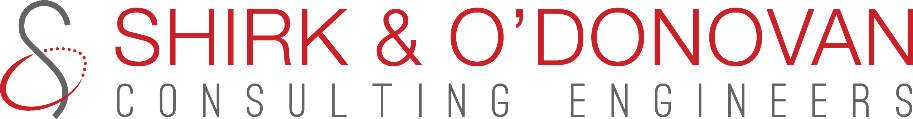 SHIRK & O’DONOVAN
CONSULTING ENGINEERS